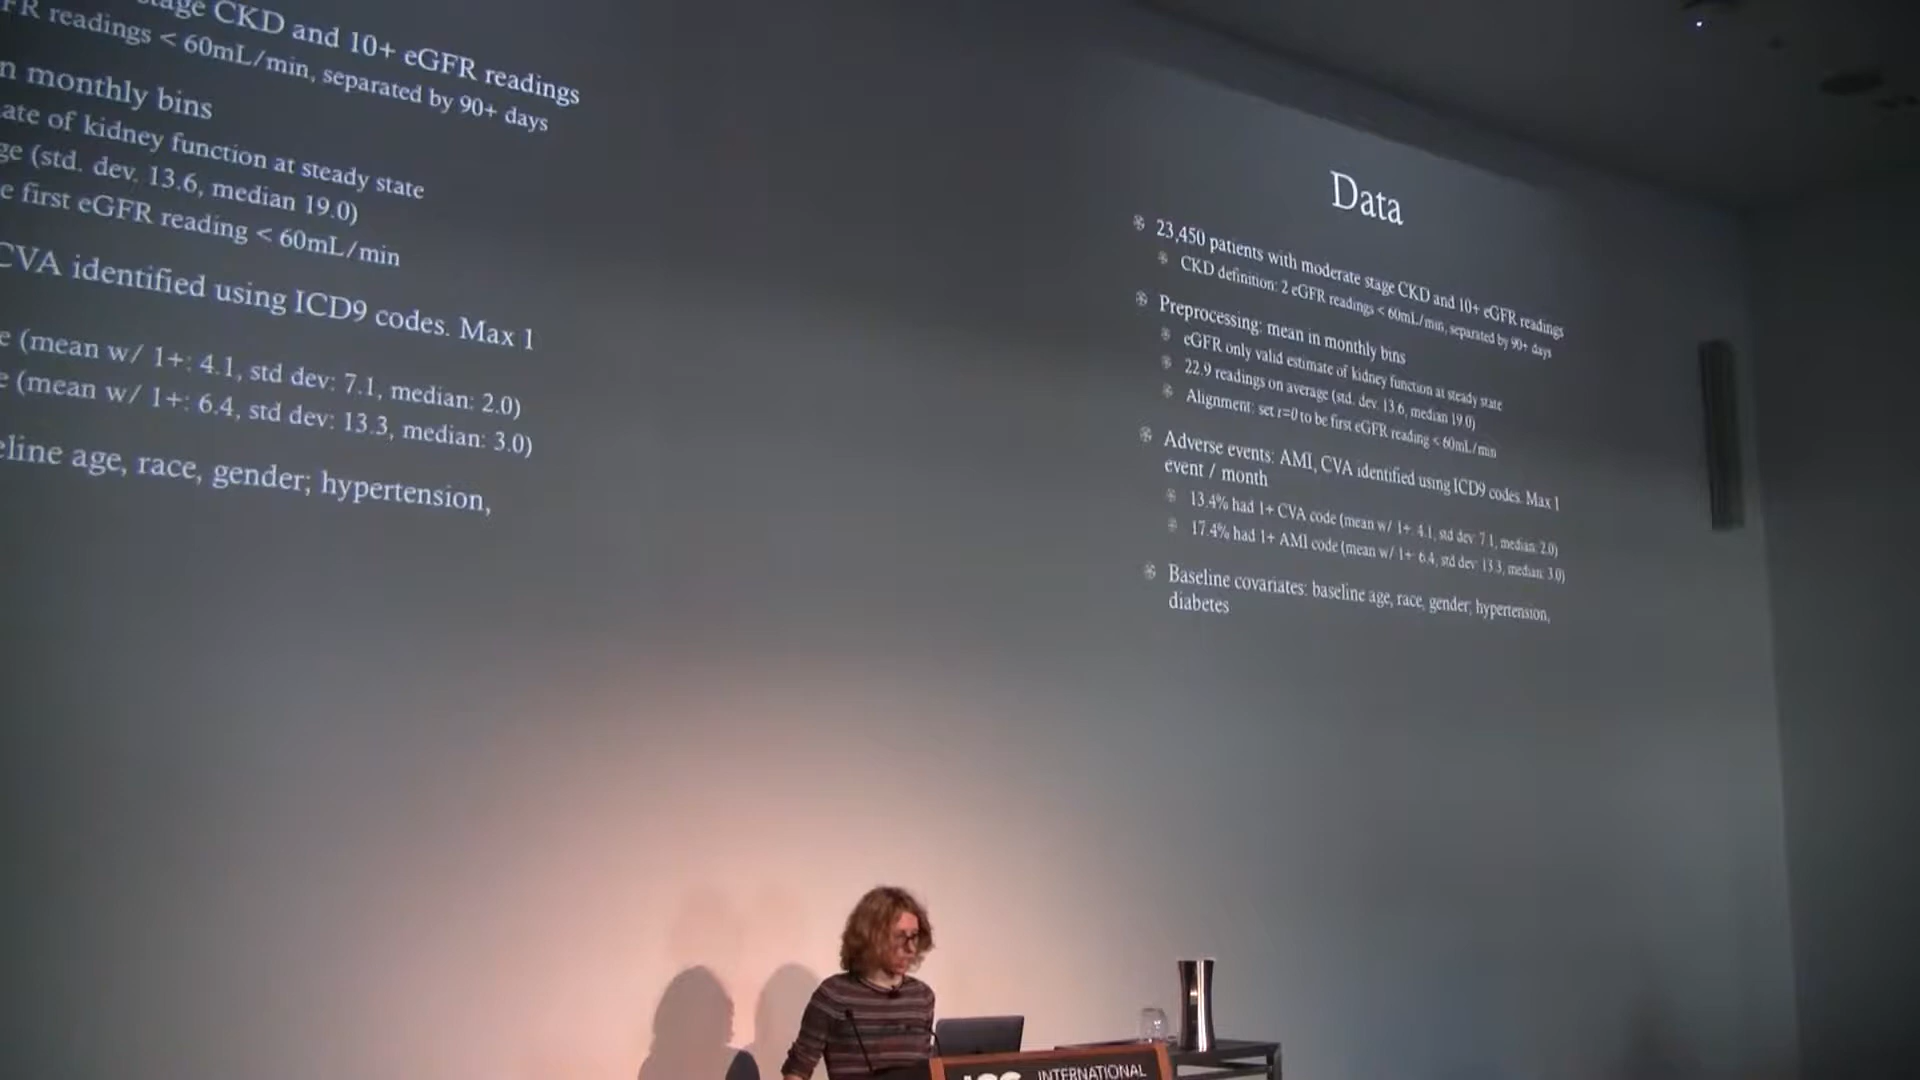 stage CKD and 10+ eGFR readings
FR readings < 60mL/min, separated by 90+ days
n monthly bins
ate of kidney function at steady state
ge (std. dev. 13.6, median 19.0)
e first eGFR reading < 60mL/min
CVA identified using ICD9 codes. Max 1
e (mean w/ 1+: 4.1, std dev: 7.1, median: 2.0)
e (mean w/ 1+: 6.4, std dev: 13.3, median: 3.0)
eline age, race, gender; hypertension,
Data
23,450 patients with moderate stage CKD and 10+ eGFR readings
CKD definition: 2 eGFR readings < 60mL/min, separated by 90+ days
Preprocessing: mean in monthly bins
eGFR only valid estimate of kidney function at steady state
22.9 readings on average (std. dev. 13.6, median 19.0)
Alignment: set t=0 to be first eGFR reading < 60mL/min
Adverse events: AMI, CVA identified using ICD9 codes. Max 1
event / month
13.4% had 1+ CVA code (mean w/ 1+: 4.1, std dev: 7.1, median: 2.0)
17.4% had 1+ AMI code (mean w/ 1+: 6.4, std dev: 13.3, median: 3.0)
Baseline covariates: baseline age, race, gender; hypertension,
diabetes
INTERNATIONAL